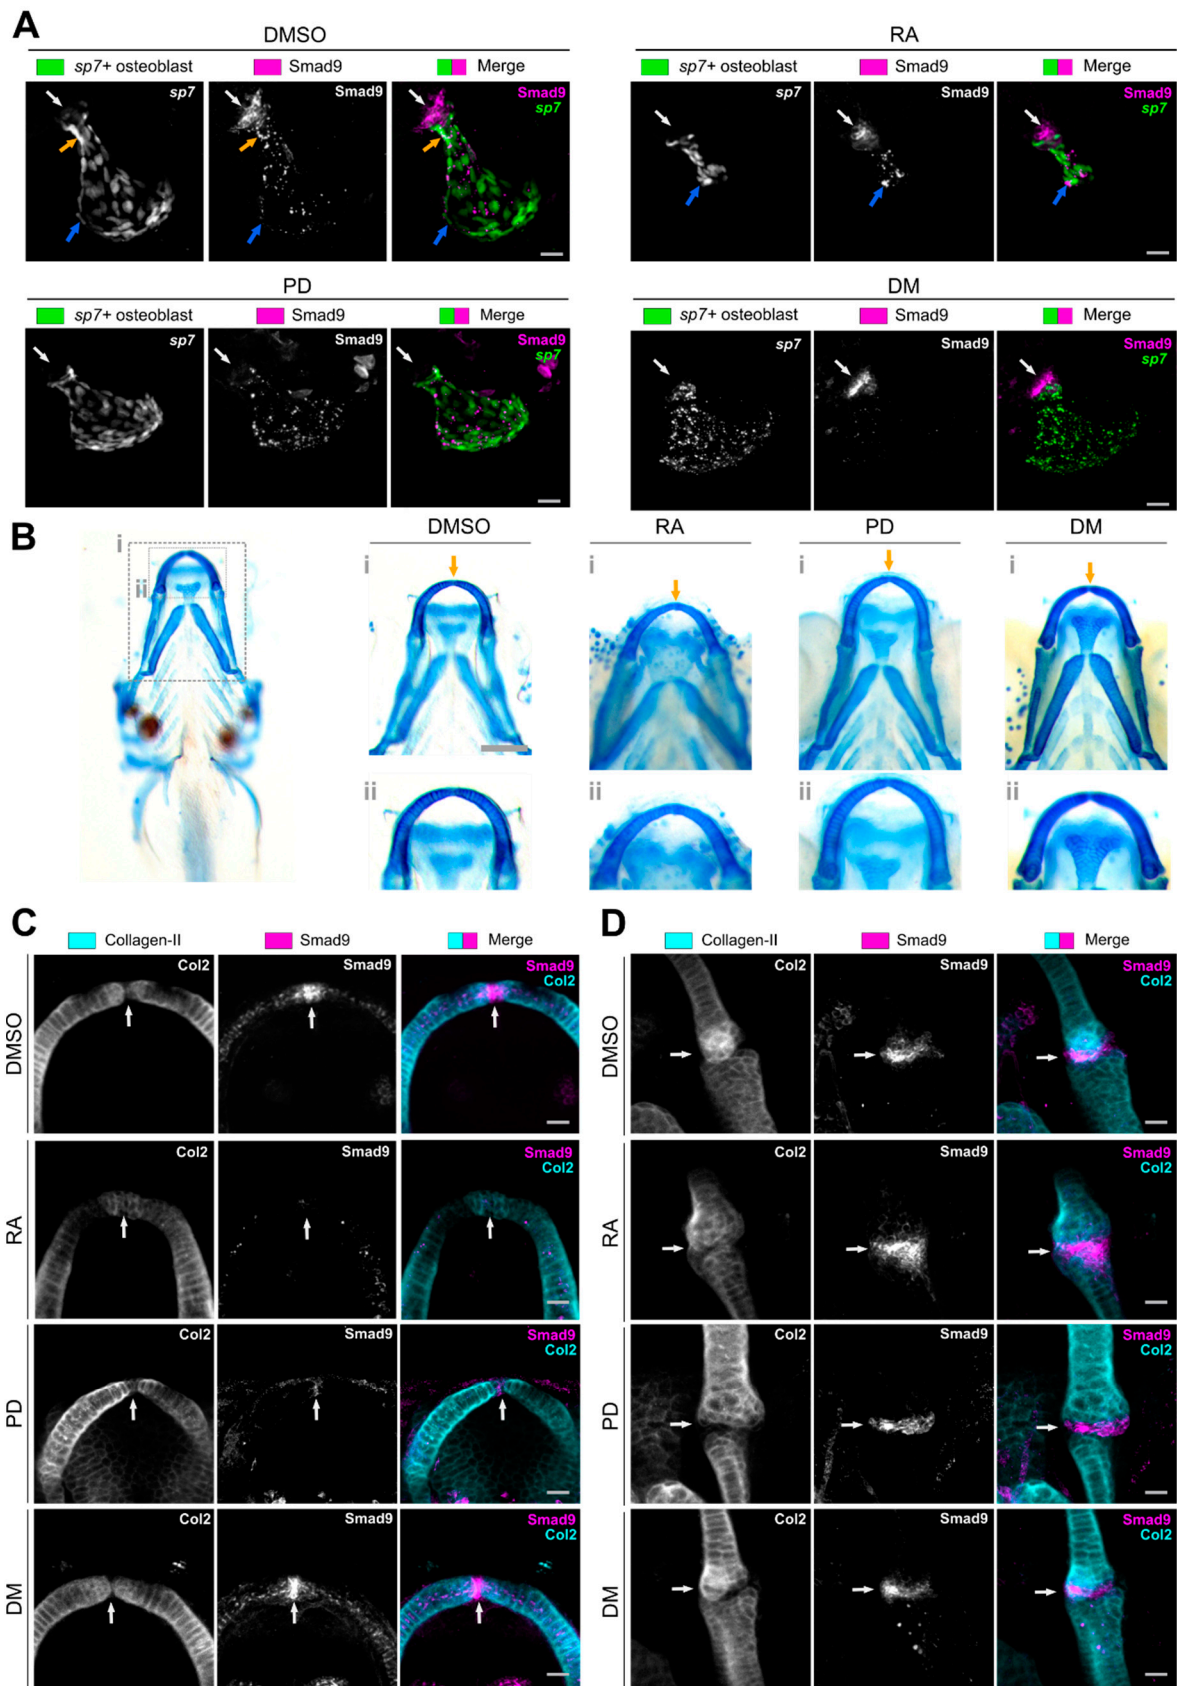 A
DMSO
RA
sp7+ osteoblast Smad9 Merge
sp7+ osteoblast Smad9 Merge
sp7 Smad9 Smad9
sp7
sp7 Smad9 Smad9
sp7
PD
DM
sp7+ osteoblast Smad9 Merge
sp7+ osteoblast Smad9 Merge
sp7 Smad9 Smad9
sp7
sp7 Smad9 Smad9
sp7
B
DMSO RA PD DM
i
ii
i i i i
ii ii ii ii
C
Collagen-II Smad9 Merge
DMSO
Col2 Smad9 Smad9
Col2
RA
Col2 Smad9 Smad9
Col2
PD
Col2 Smad9 Smad9
Col2
DM
Col2 Smad9 Smad9
Col2
D
Collagen-II Smad9 Merge
DMSO
Col2 Smad9 Smad9
Col2
RA
Col2 Smad9 Smad9
Col2
PD
Col2 Smad9 Smad9
Col2
DM
Col2 Smad9 Smad9
Col2